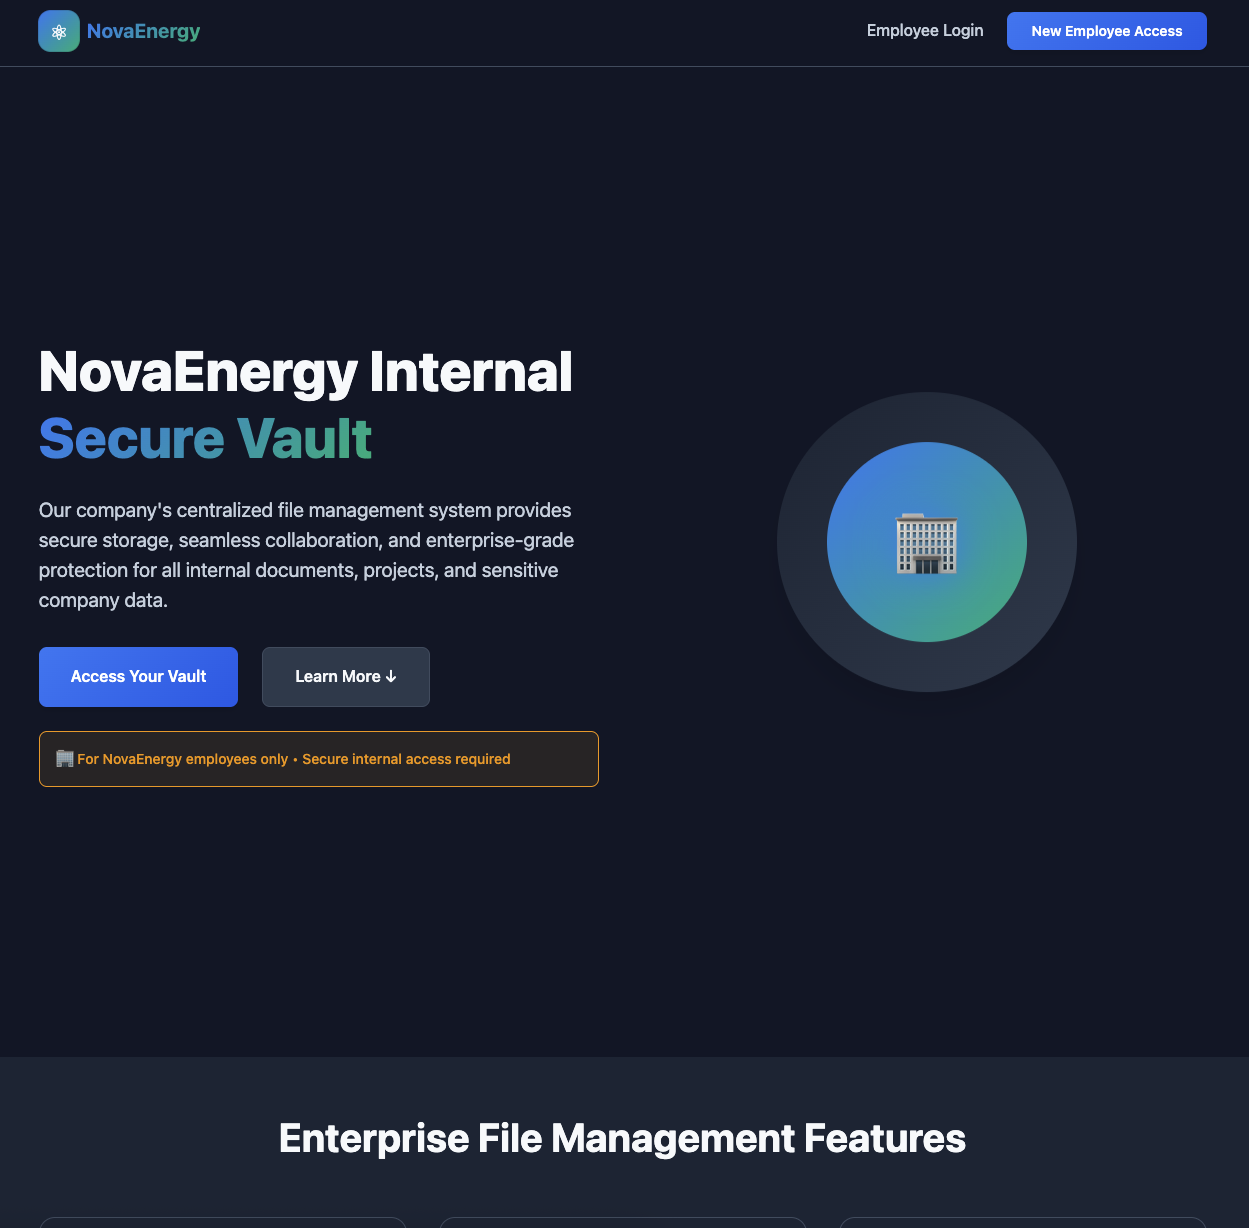 NovaEnergy
Employee Login
New Employee Access
NovaEnergy Internal
Secure Vault
Our company's centralized file management system provides
secure storage, seamless collaboration, and enterprise-grade
protection for all internal documents, projects, and sensitive
company data.
Access Your Vault
Learn More ↓
For NovaEnergy employees only • Secure internal access required
Enterprise File Management Features